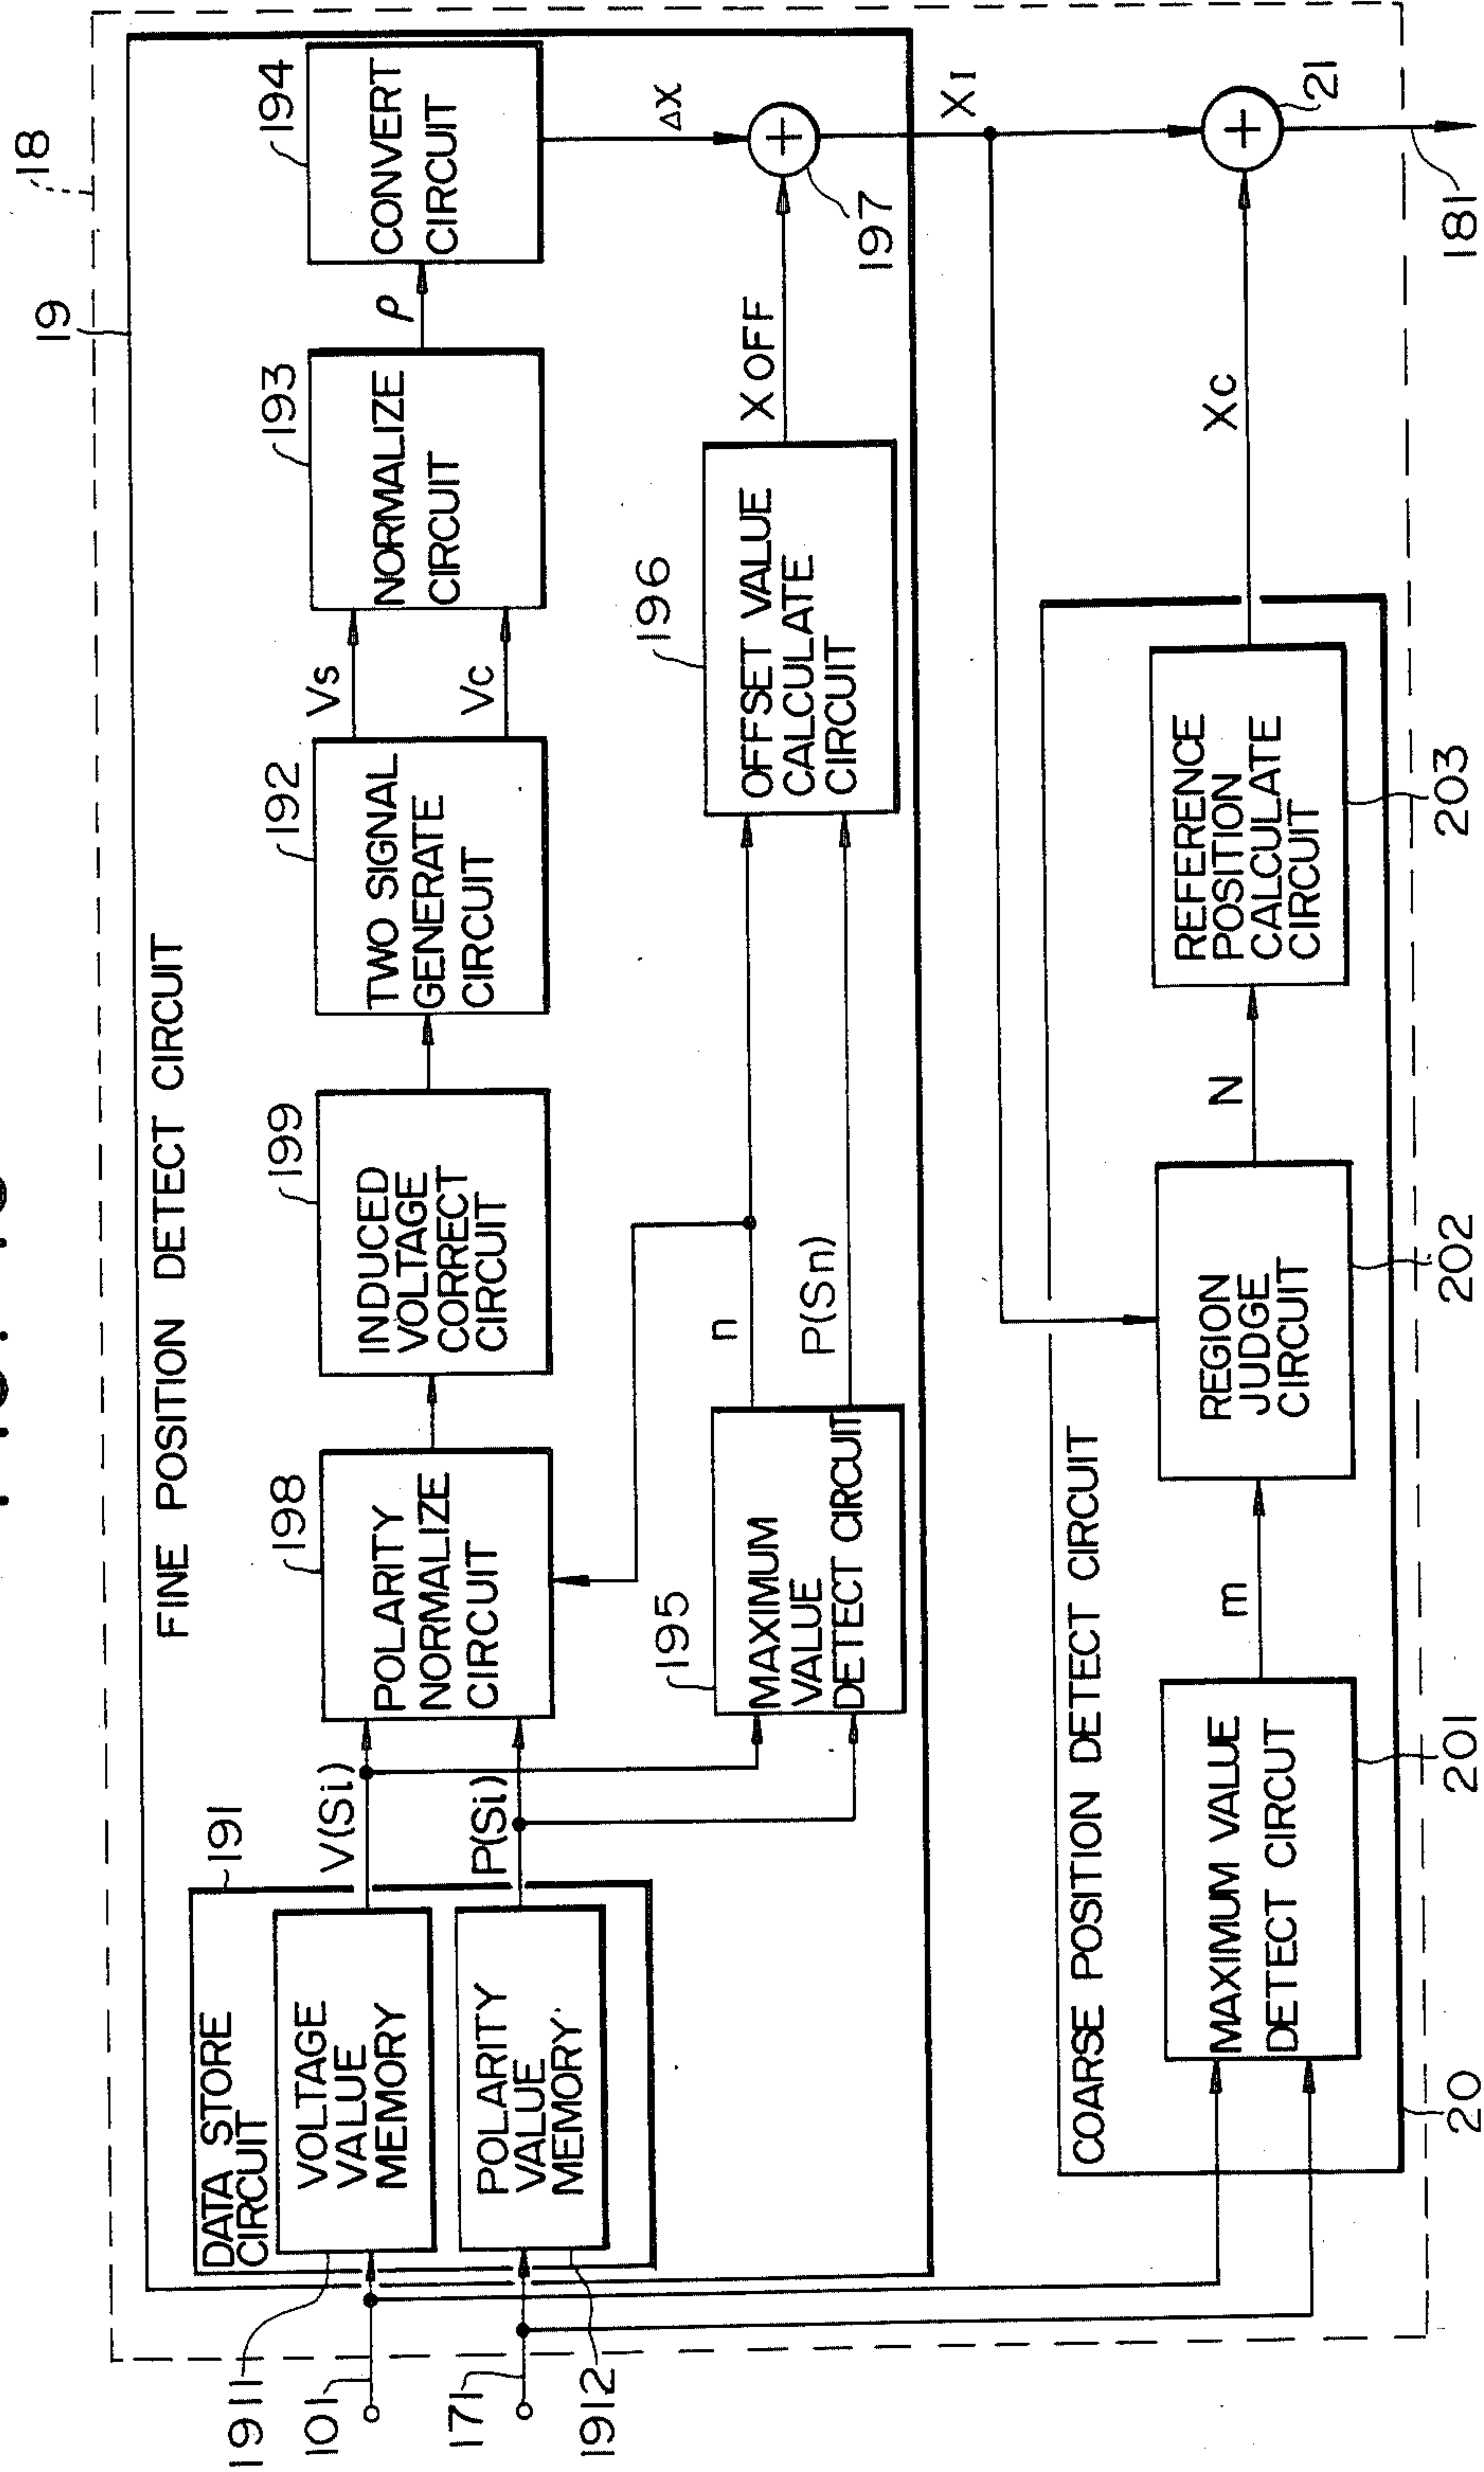 18
19
FINE POSITION DETECT CIRCUIT
191
DATA STORE
CIRCUIT
VOLTAGE
VALUE
MEMORY
POLARITY
VALUE
MEMORY
1911
101
171
1912
V(Si)
P(Si)
198
POLARITY
NORMALIZE
CIRCUIT
199
INDUCED
VOLTAGE
CORRECT
CIRCUIT
192
TWO SIGNAL
GENERATE
CIRCUIT
Vs
Vc
193
NORMALIZE
CIRCUIT
ρ
194
CONVERT
CIRCUIT
ΔX
195
MAXIMUM
VALUE
DETECT CIRCUIT
n
P(Sn)
196
OFFSET VALUE
CALCULATE
CIRCUIT
X OFF
197
XI
COARSE POSITION DETECT CIRCUIT
MAXIMUM VALUE
DETECT CIRCUT
201
m
REGION
JUDGE
CIRCUIT
202
N
REFERENCE
POSITION
CALCULATE
CIRCUIT
203
Xc
21
181
20